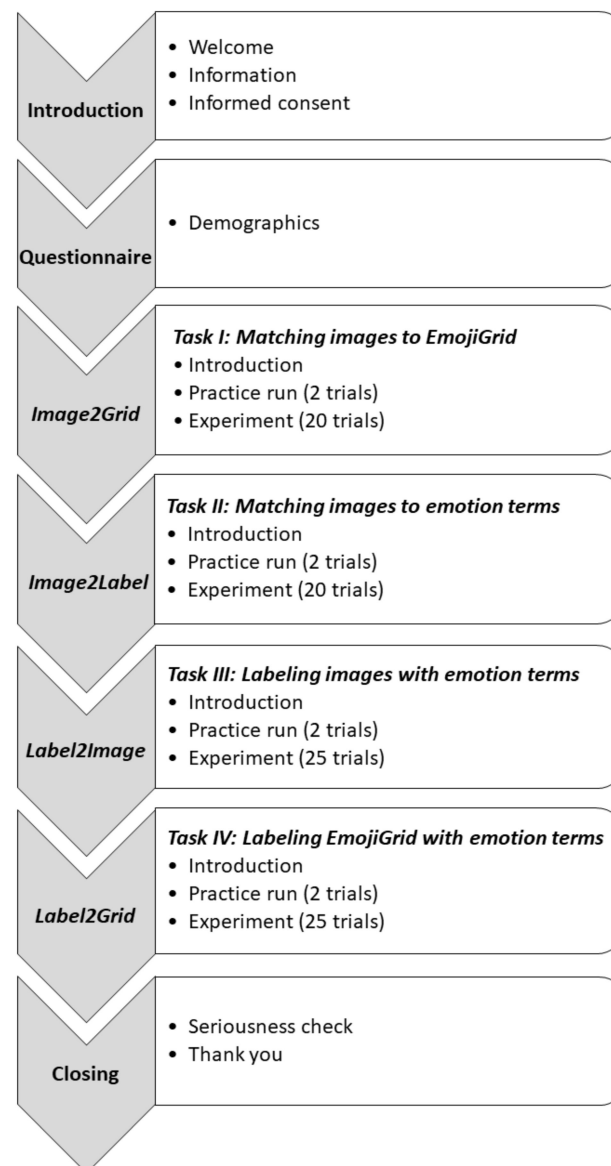 Introduction
• Welcome
• Information
• Informed consent
Questionnaire
• Demographics
Image2Grid
Task I: Matching images to EmojiGrid
• Introduction
• Practice run (2 trials)
• Experiment (20 trials)
Image2Label
Task II: Matching images to emotion terms
• Introduction
• Practice run (2 trials)
• Experiment (20 trials)
Label2Image
Task III: Labeling images with emotion terms
• Introduction
• Practice run (2 trials)
• Experiment (25 trials)
Label2Grid
Task IV: Labeling EmojiGrid with emotion terms
• Introduction
• Practice run (2 trials)
• Experiment (25 trials)
Closing
• Seriousness check
• Thank you